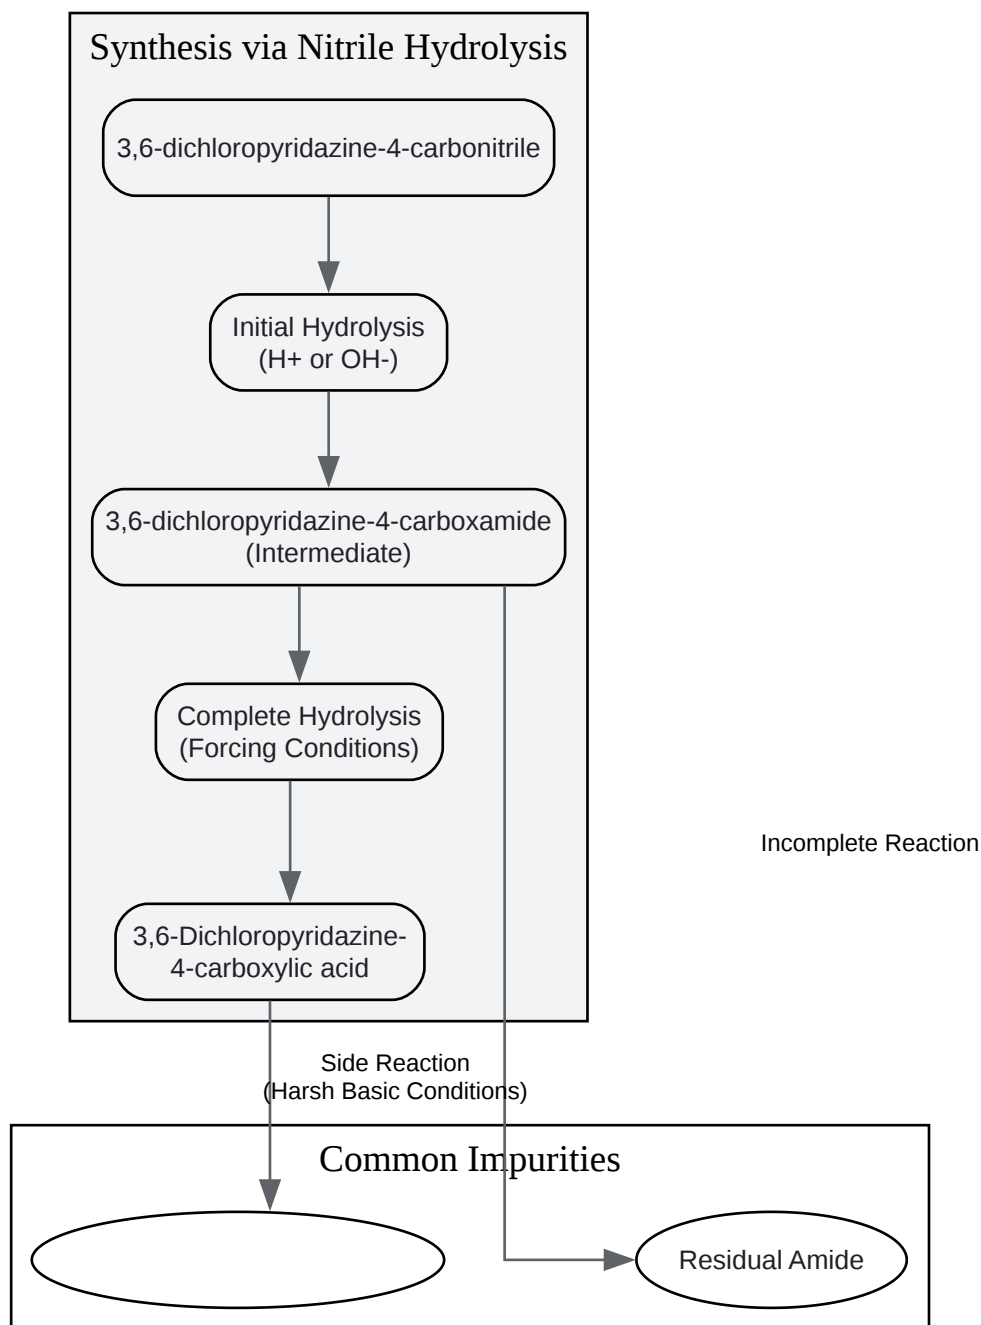 Synthesis via Nitrile Hydrolysis
3,6-dichloropyridazine-4-carbonitrile
Initial Hydrolysis
(H+ or OH-)
3,6-dichloropyridazine-4-carboxamide
(Intermediate)
Complete Hydrolysis
(Forcing Conditions)
Incomplete Reaction
3,6-Dichloropyridazine-
4-carboxylic acid
Side Reaction
(Harsh Basic Conditions)
Common Impurities
Residual Amide